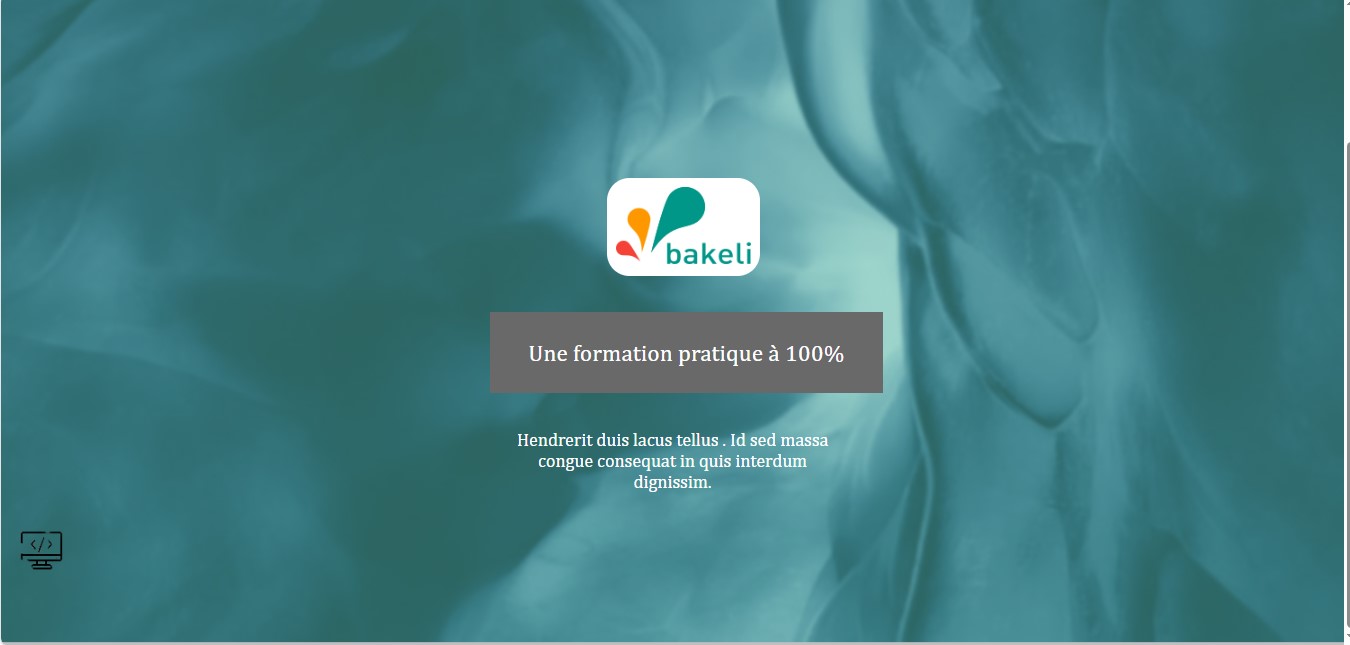 bakeli
Une formation pratique à 100%
Hendrerit duis lacus tellus . Id sed massa
congue consequat in quis interdum
dignissim.
<//>